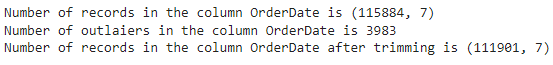 Number of records in the column OrderDate is (115884, 7)
Number of outlaiers in the column OrderDate is 3983
Number of records in the column OrderDate after trimming is (111901, 7)